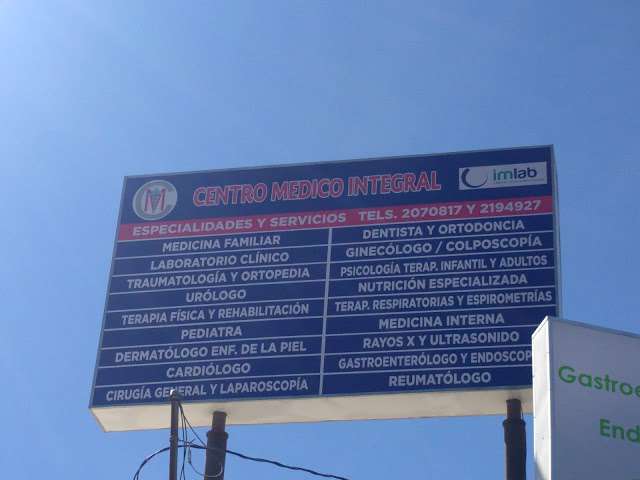 CENTRO MEDICO INTEGRAL
imlab
ESPECIALIDADES Y SERVICIOS TELS. 2070817 Y 2194927
MEDICINA FAMILIAR
LABORATORIO CLÍNICO
TRAUMATOLOGÍA Y ORTOPEDIA
URÓLOGO
TERAPIA FÍSICA Y REHABILITACIÓN
PEDIATRA
DERMATÓLOGO ENF. DE LA PIEL
CARDIÓLOGO
CIRUGÍA GENERAL Y LAPAROSCOPÍA
DENTISTA Y ORTODONCIA
GINECÓLOGO / COLPOSCOPÍA
PSICOLOGÍA TERAP. INFANTIL Y ADULTOS
NUTRICIÓN ESPECIALIZADA
TERAP. RESPIRATORIAS Y ESPIROMETRÍAS
MEDICINA INTERNA
RAYOS X Y ULTRASONIDO
GASTROENTERÓLOGO Y ENDOSCOP
REUMATÓLOGO
Gastroe
End